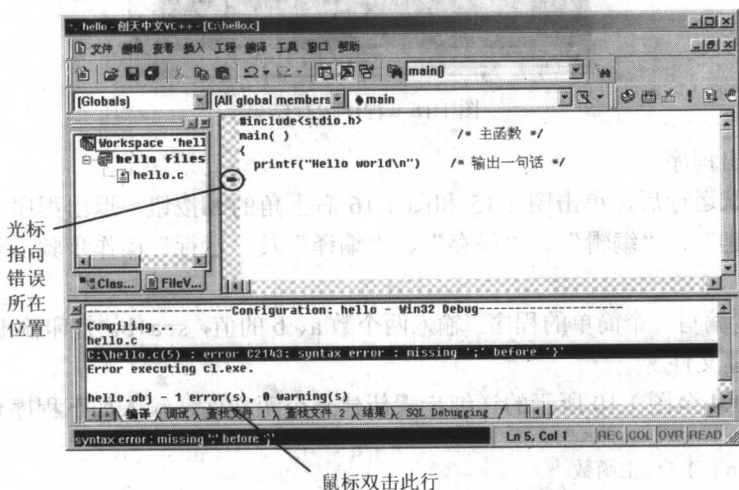 hello - 创天中文VC++ - [C:\hello.c]
文件 编辑 查看 插入 工程 编译 工具 窗口 帮助
main()
[Globals] [All global members main
#include<stdio.h>
main( ) /* 主函数 */
{
printf("Hello world\n") /* 输出一句话 */
Workspace 'hell
hello files
hello.c
光标
指向
错误
所在
位置
Clas... FileV...
--------------------Configuration: hello - Win32 Debug--------------------
Compiling...
hello.c
C:\hello.c(5) : error C2143: syntax error : missing ';' before '}'
Error executing cl.exe.
hello.obj - 1 error(s), 0 warning(s)
编译 调试 查找文件 1 查找文件 2 结果 SQL Debugging
syntax error : missing ';' before '}' Ln 5, Col 1 REC COL OVR READ
鼠标双击此行